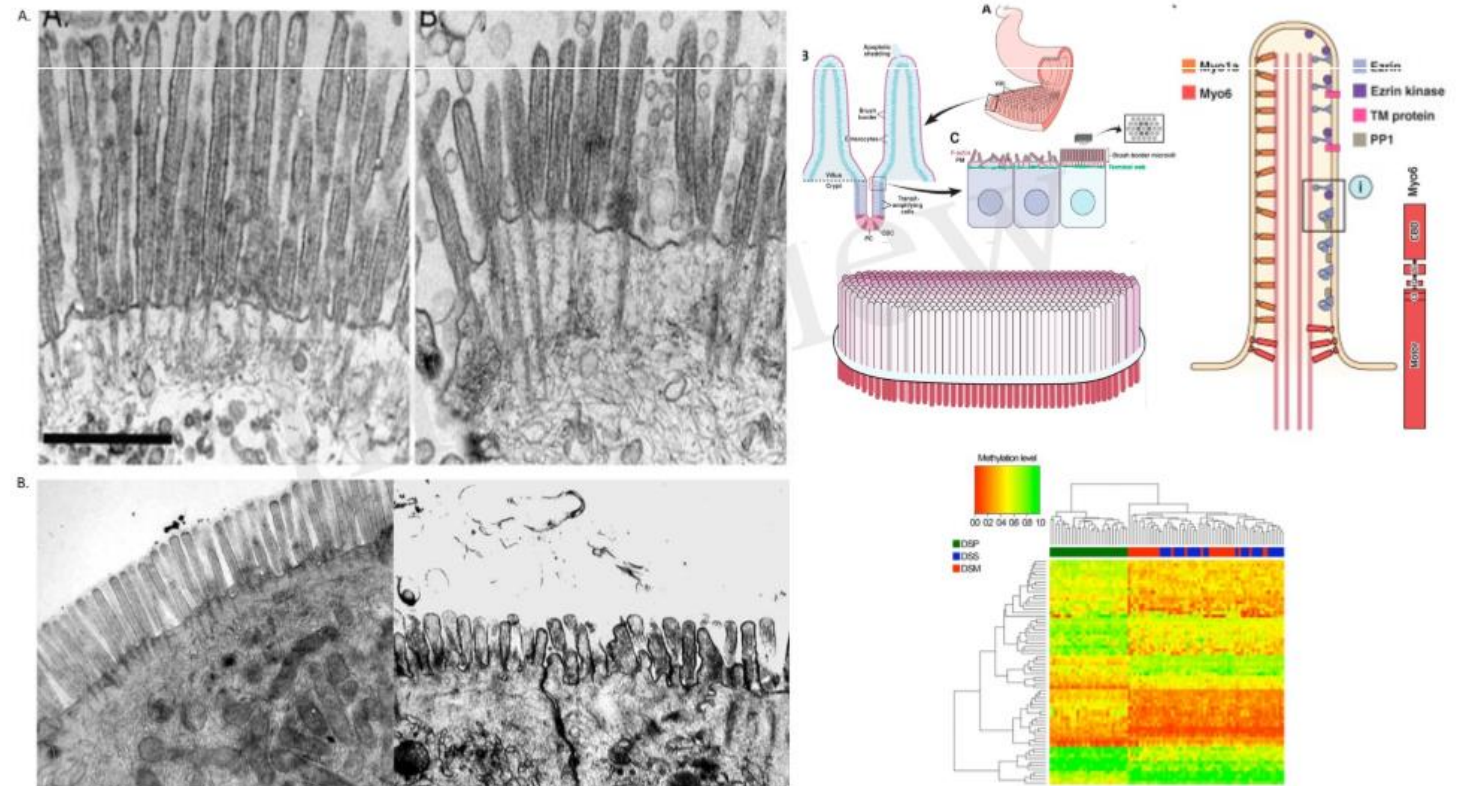 A.
A.
B.
A
B
Apoptotic
shedding
Villi
Brush
border
Enterocytes
C
F-actin
PM
Brush border microvilli
Terminal web
Villus
Crypt
Transit-
amplifying
cells
PC
CBC
Myo1a
Myo6
Ezrin
Ezrin kinase
TM protein
PP1
i
Myo6
CBD
Motor
B.
Methylation level
00 02 04 06 08 10
DSP
DSS
DSM